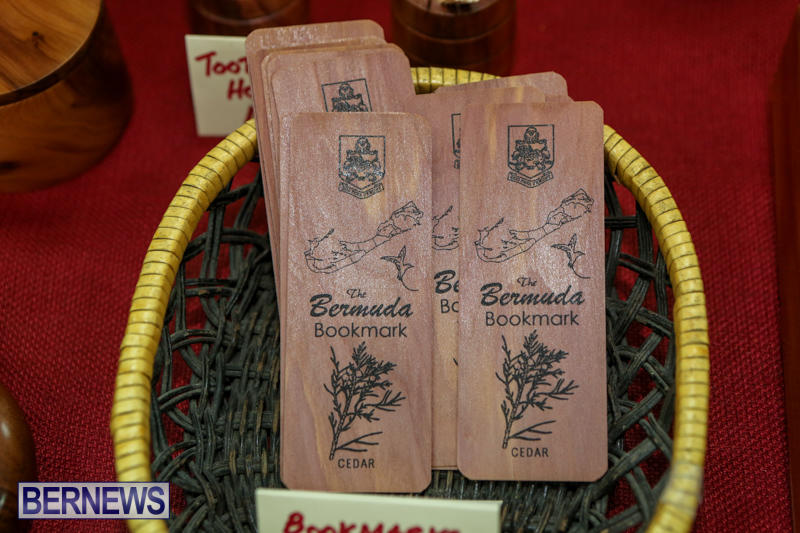 The
Bermuda
Bookmark
CEDAR
The
Bermuda
Bookmark
CEDAR
BERNEWS